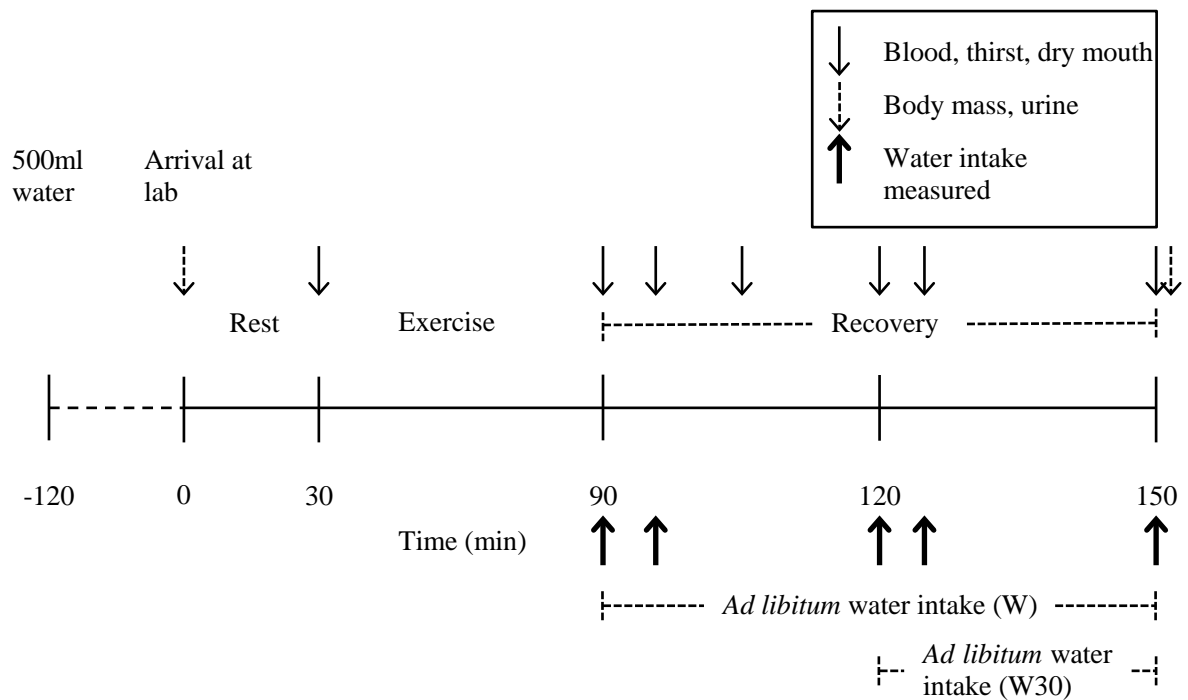 Blood, thirst, dry mouth
Body mass, urine
Water intake
measured
500ml
water
Arrival at
lab
Rest
Exercise
Recovery
-120
0
30
90
120
150
Time (min)
Ad libitum water intake (W)
Ad libitum water
intake (W30)